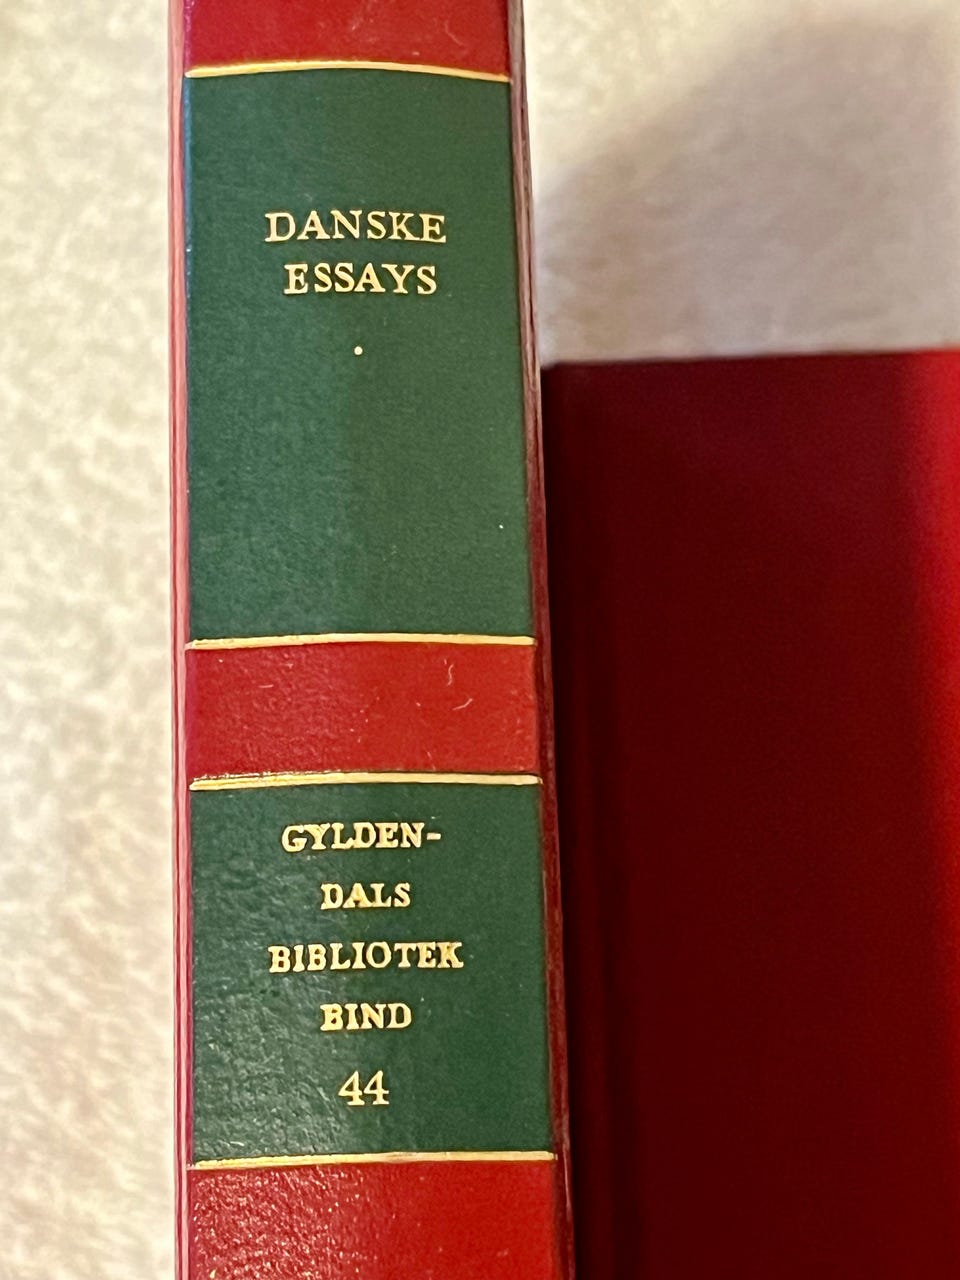 DANSKE
ESSAYS
GYLDEN-
DALS
BIBLIOTEK
BIND
44